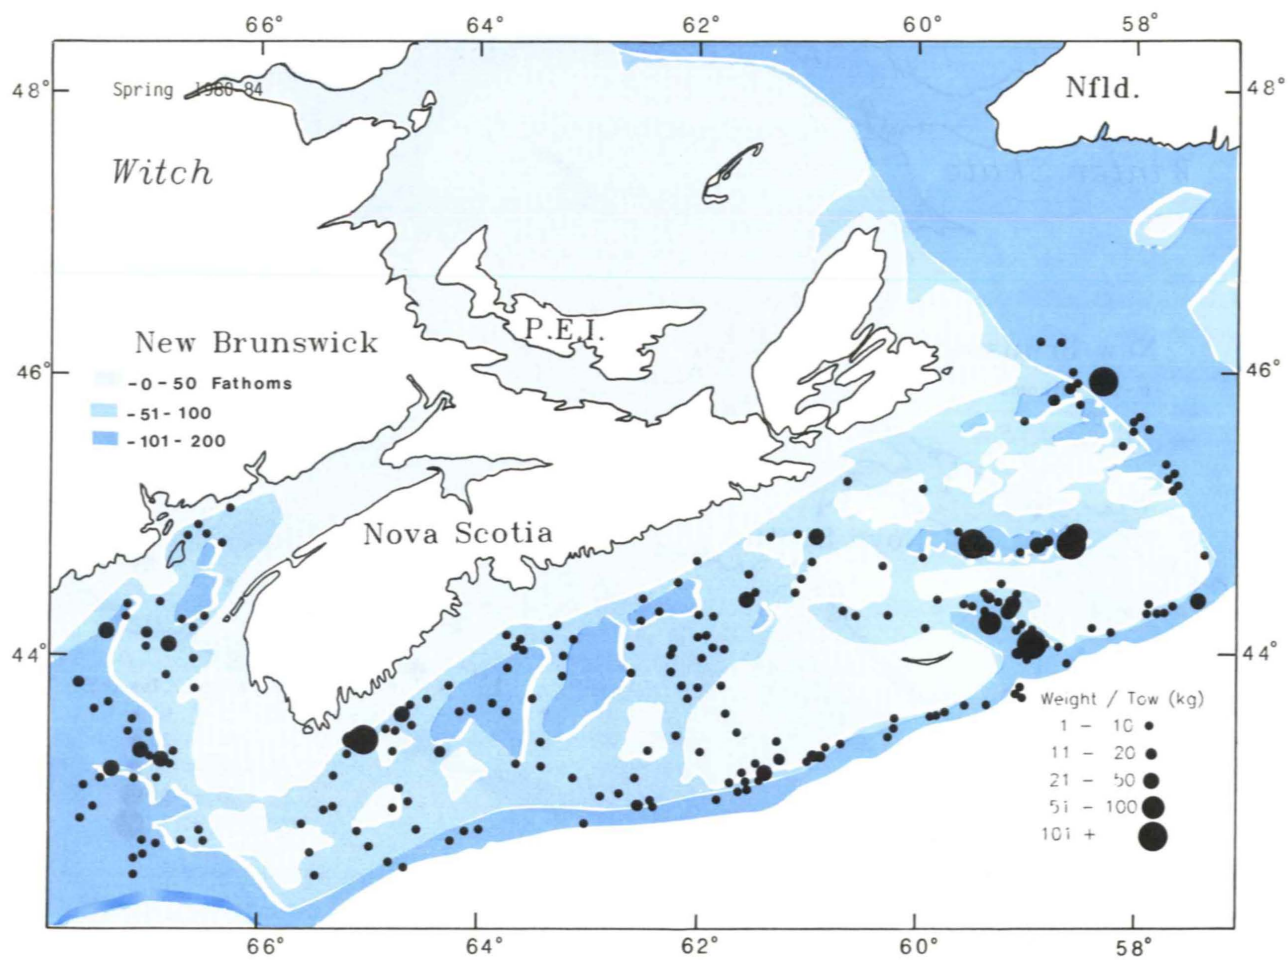 66° 64° 62° 60° 58°
48° Spring 1980-84 Nfld. 48°
Witch
P.E.I.
New Brunswick
46° 46°
-0-50 Fathoms
-51-100
-101-200
Nova Scotia
44° 44°
Weight / Tow (kg)
1 - 10
11 - 20
21 - 50
51 - 100
101 +
66° 64° 62° 60° 58°